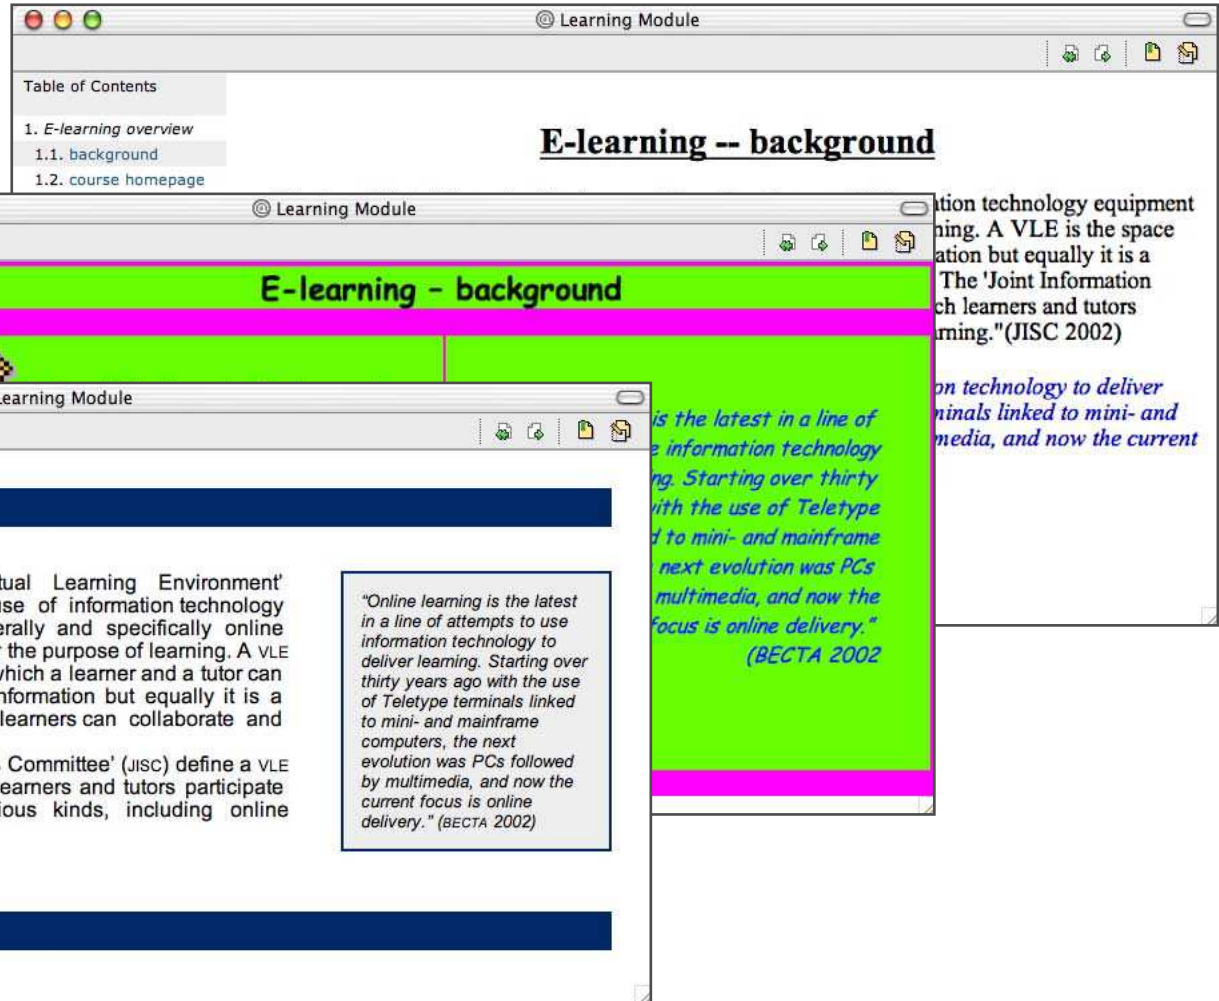 Learning Module
Table of Contents
1. E-learning overview
1.1. background
1.2. course homepage
E-learning -- background
tion technology equipment
ning. A VLE is the space
ation but equally it is a
The 'Joint Information
ch learners and tutors
rning."(JISC 2002)
on technology to deliver
minals linked to mini- and
media, and now the current
Learning Module
E-learning - background
is the latest in a line of
e information technology
ng. Starting over thirty
with the use of Teletype
d to mini- and mainframe
next evolution was PCs
multimedia, and now the
focus is online delivery."
(BECTA 2002
Learning Module
tual Learning Environment'
use of information technology
erally and specifically online
r the purpose of learning. A VLE
which a learner and a tutor can
nformation but equally it is a
learners can collaborate and
s Committee' (JISC) define a VLE
earners and tutors participate
ious kinds, including online
“Online learning is the latest
in a line of attempts to use
information technology to
deliver learning. Starting over
thirty years ago with the use
of Teletype terminals linked
to mini- and mainframe
computers, the next
evolution was PCs followed
by multimedia, and now the
current focus is online
delivery.” (BECTA 2002)